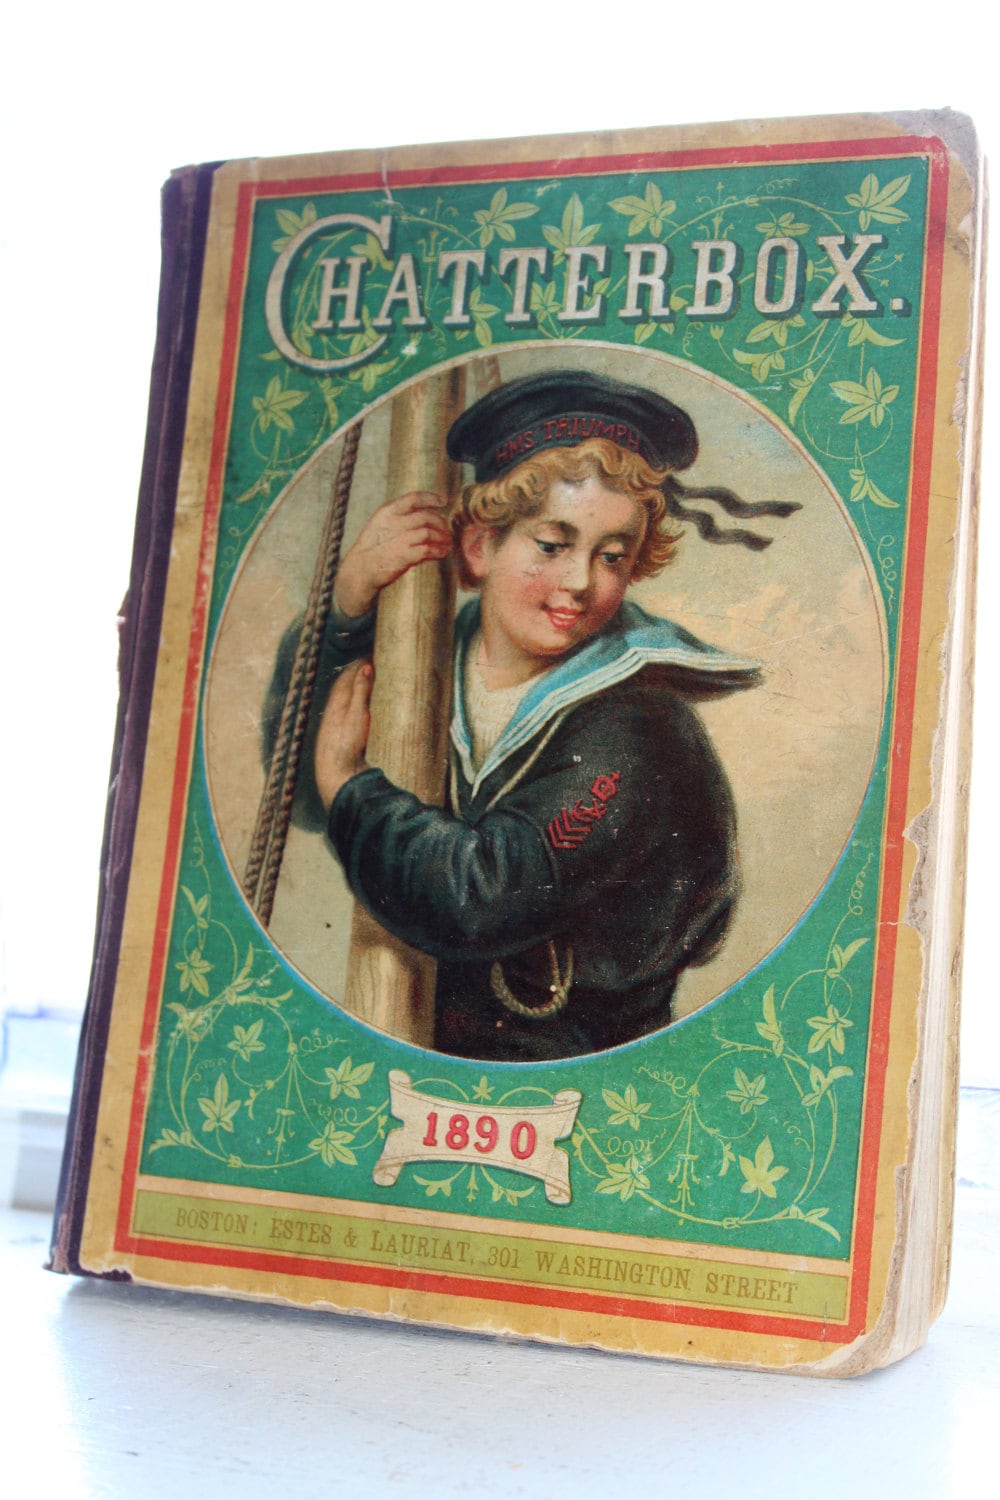 CHATTERBOX.
HMS TRIUMPH
1890
BOSTON: ESTES & LAURIAT, 301 WASHINGTON STREET